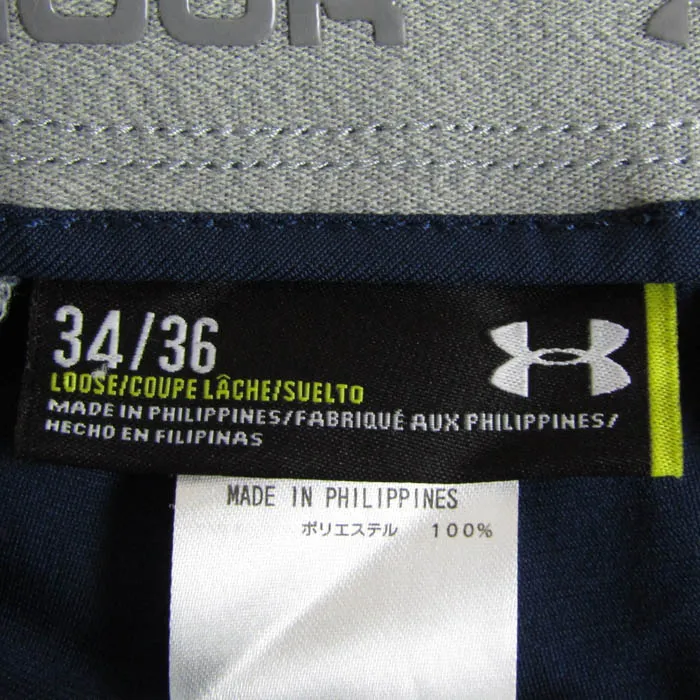 34/36
LOOSE/COUPE LÂCHE/SUELTO
MADE IN PHILIPPINES/FABRIQUÉ AUX PHILIPPINES/
HECHO EN FILIPINAS
MADE IN PHILIPPINES
ポリエステル 100%